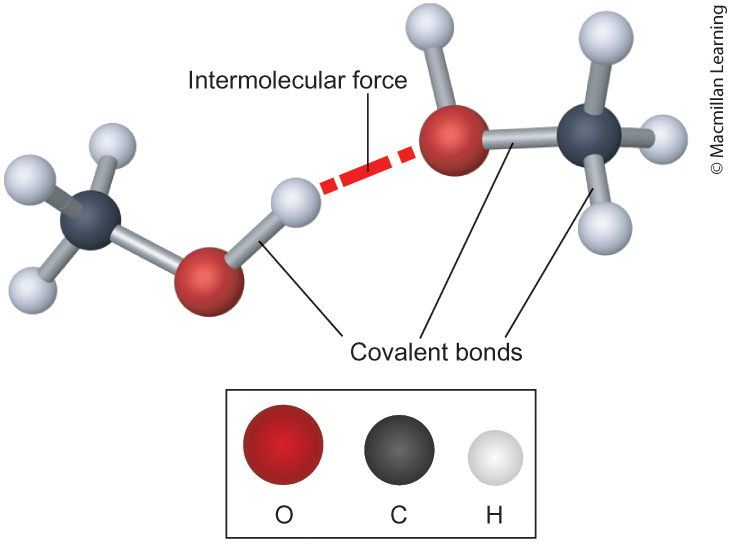 Intermolecular force
© Macmillan Learning
Covalent bonds
O C H